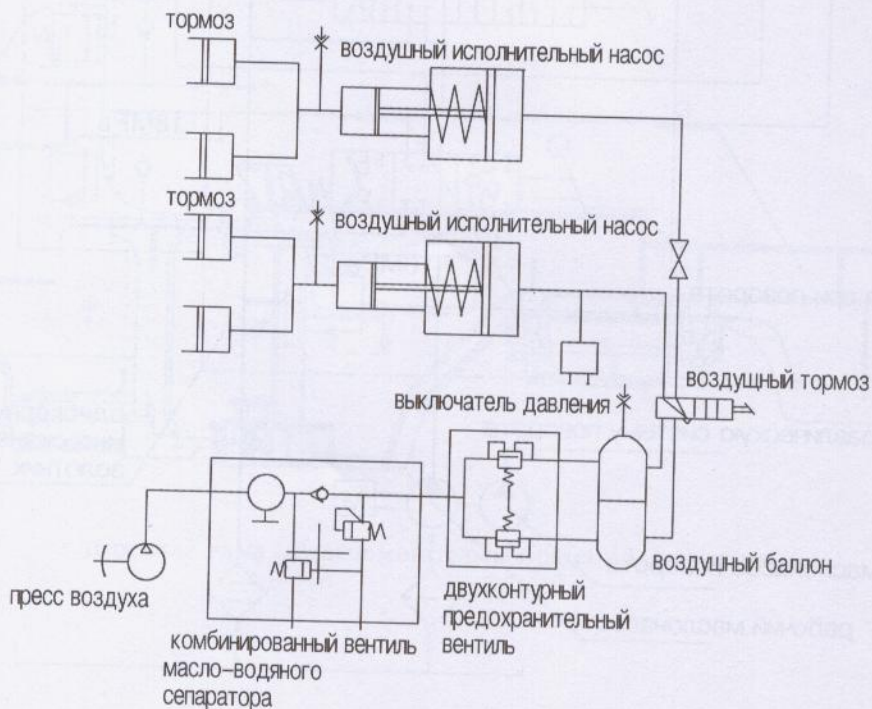 тормоз
воздушный исполнительный насос
тормоз
воздушный исполнительный насос
воздущный тормоз
выключатель давления
воздушный баллон
пресс воздуха
двухконтурный
предохранительный
вентиль
комбинированный вентиль
масло-водяного
сепаратора